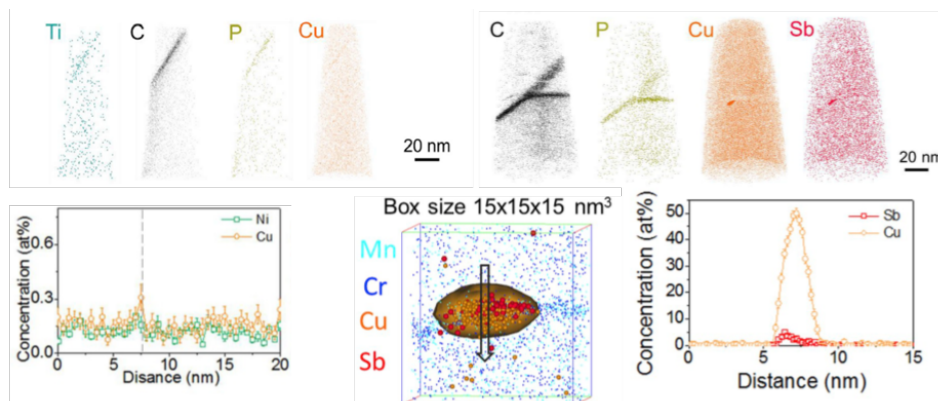 Ti C P Cu
20 nm
C P Cu Sb
20 nm
Concentration (at%)
0.6
0.3
0.0
Ni
Cu
0 5 10 15 20
Disance (nm)
Box size 15x15x15 nm³
Mn
Cr
Cu
Sb
Concentration (at%)
50
40
30
20
10
0
Sb
Cu
0 5 10 15
Distance (nm)